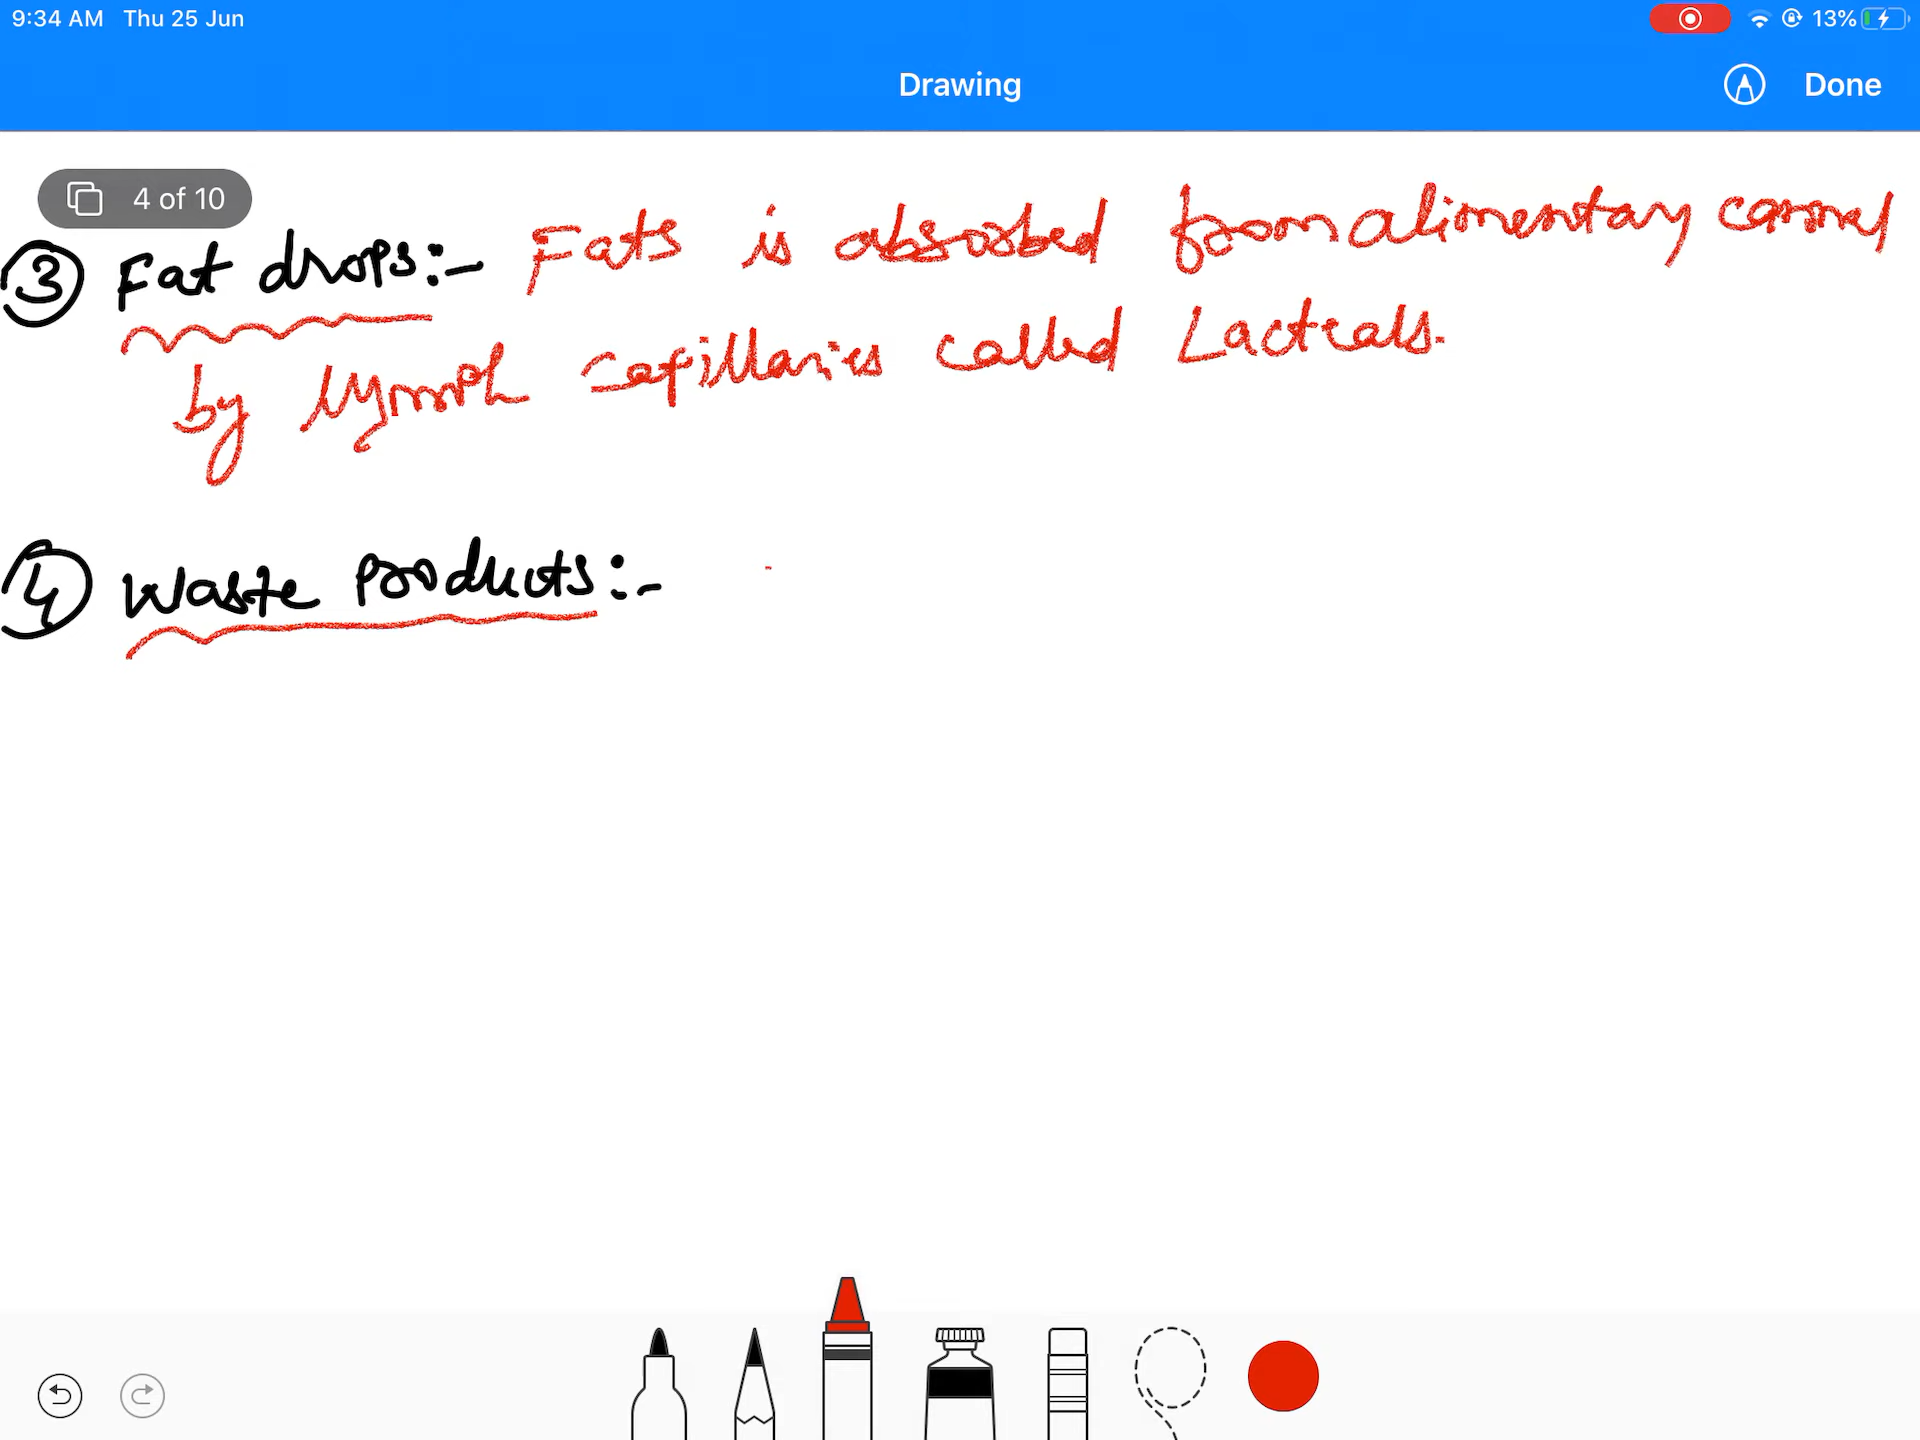 9:34 AM Thu 25 Jun 13%
Drawing Done
4 of 10
③ Fat drops:- Fats is absorbed from alimentary cannel
by lymph capillaries called Lacteals.
④ Waste products:-